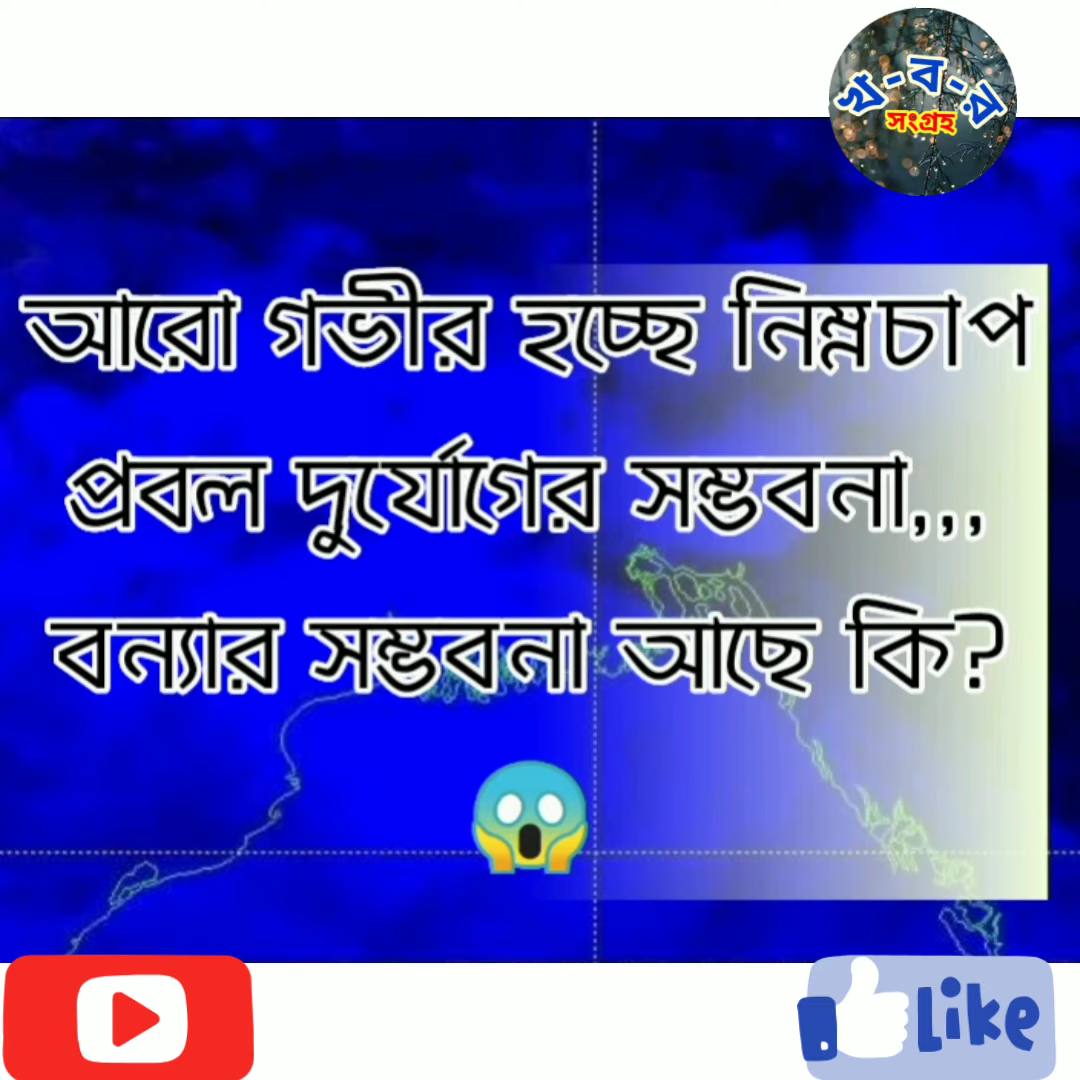 খ-ব-র
সংগ্রহ
আরো গভীর হচ্ছে নিম্নচাপ
প্রবল দুর্যোগের সম্ভবনা,,,
বন্যার সম্ভবনা আছে কি?
Like